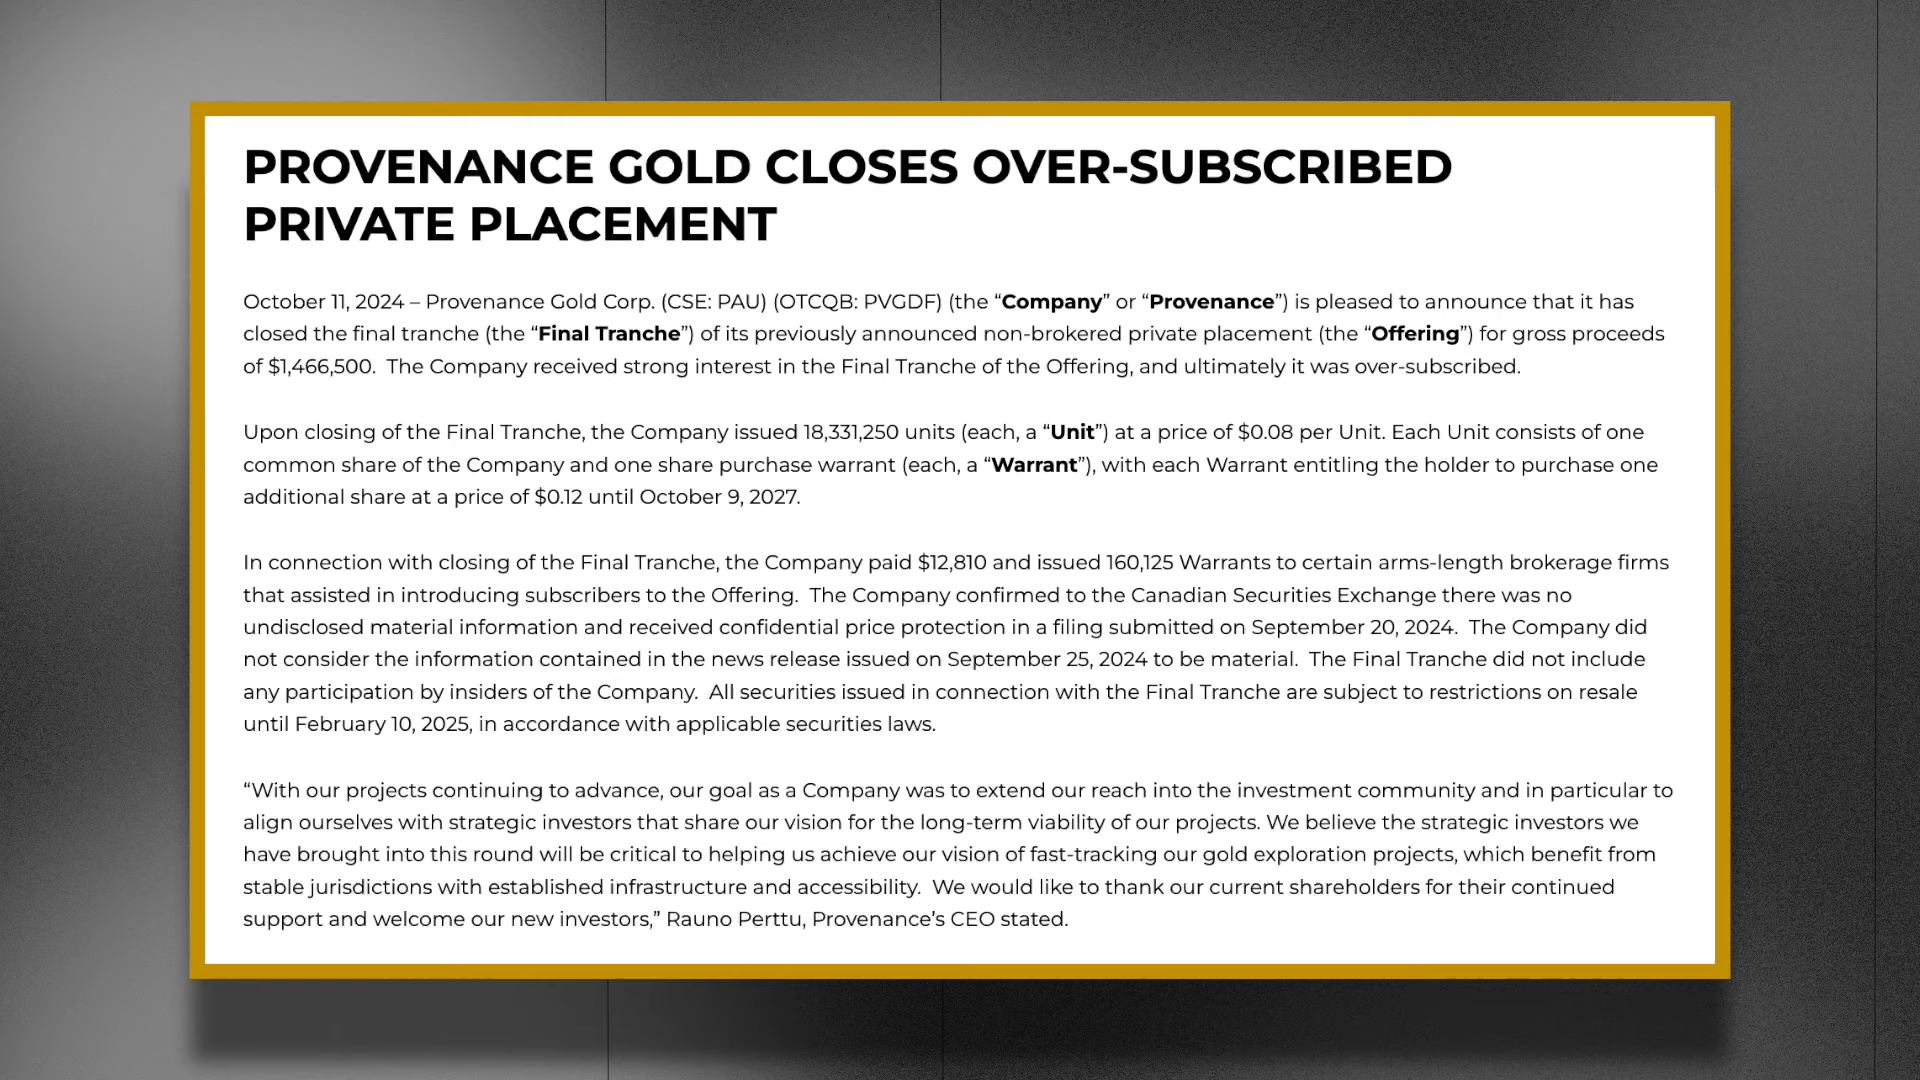 PROVENANCE GOLD CLOSES OVER-SUBSCRIBED
PRIVATE PLACEMENT
October 11, 2024 – Provenance Gold Corp. (CSE: PAU) (OTCQB: PVGDF) (the “Company” or “Provenance”) is pleased to announce that it has
closed the final tranche (the “Final Tranche”) of its previously announced non-brokered private placement (the “Offering”) for gross proceeds
of $1,466,500.  The Company received strong interest in the Final Tranche of the Offering, and ultimately it was over-subscribed.
Upon closing of the Final Tranche, the Company issued 18,331,250 units (each, a “Unit”) at a price of $0.08 per Unit. Each Unit consists of one
common share of the Company and one share purchase warrant (each, a “Warrant”), with each Warrant entitling the holder to purchase one
additional share at a price of $0.12 until October 9, 2027.
In connection with closing of the Final Tranche, the Company paid $12,810 and issued 160,125 Warrants to certain arms-length brokerage firms
that assisted in introducing subscribers to the Offering.  The Company confirmed to the Canadian Securities Exchange there was no
undisclosed material information and received confidential price protection in a filing submitted on September 20, 2024.  The Company did
not consider the information contained in the news release issued on September 25, 2024 to be material.  The Final Tranche did not include
any participation by insiders of the Company.  All securities issued in connection with the Final Tranche are subject to restrictions on resale
until February 10, 2025, in accordance with applicable securities laws.
“With our projects continuing to advance, our goal as a Company was to extend our reach into the investment community and in particular to
align ourselves with strategic investors that share our vision for the long-term viability of our projects. We believe the strategic investors we
have brought into this round will be critical to helping us achieve our vision of fast-tracking our gold exploration projects, which benefit from
stable jurisdictions with established infrastructure and accessibility.  We would like to thank our current shareholders for their continued
support and welcome our new investors,” Rauno Perttu, Provenance’s CEO stated.